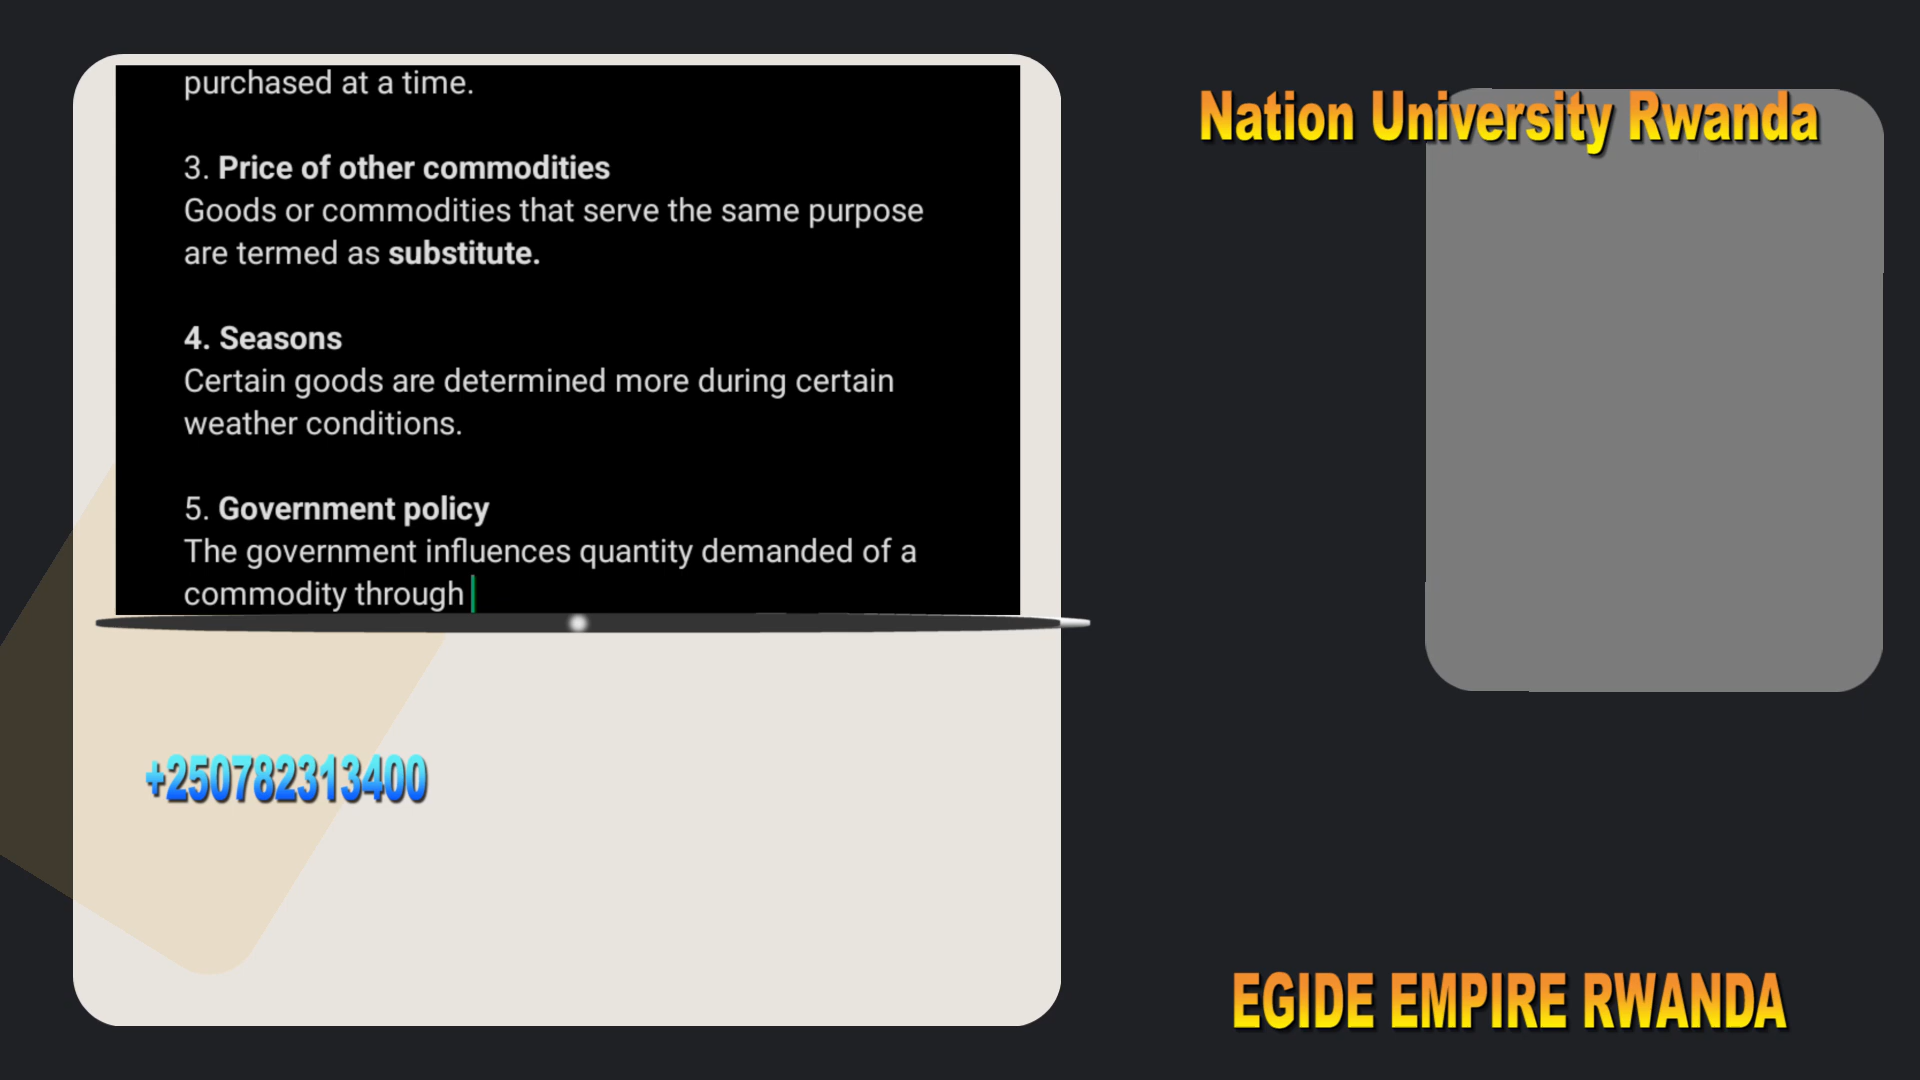 purchased at a time.
3. Price of other commodities
Goods or commodities that serve the same purpose
are termed as substitute.
4. Seasons
Certain goods are determined more during certain
weather conditions.
5. Government policy
The government influences quantity demanded of a
commodity through
+250782313400
Nation University Rwanda
EGIDE EMPIRE RWANDA